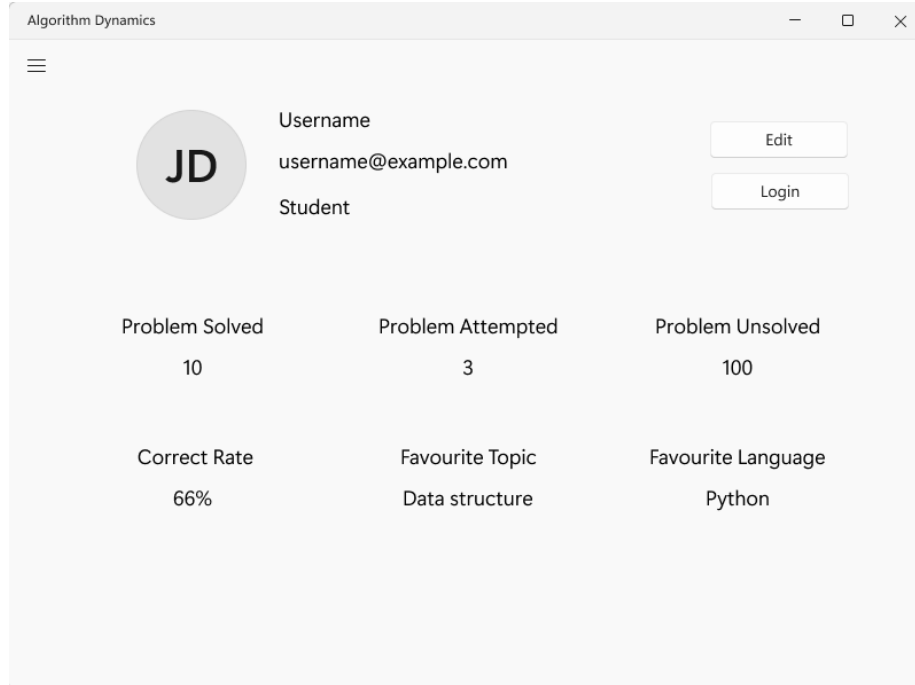 Algorithm Dynamics
JD
Username
username@example.com
Student
Edit
Login
Problem Solved
10
Problem Attempted
3
Problem Unsolved
100
Correct Rate
66%
Favourite Topic
Data structure
Favourite Language
Python